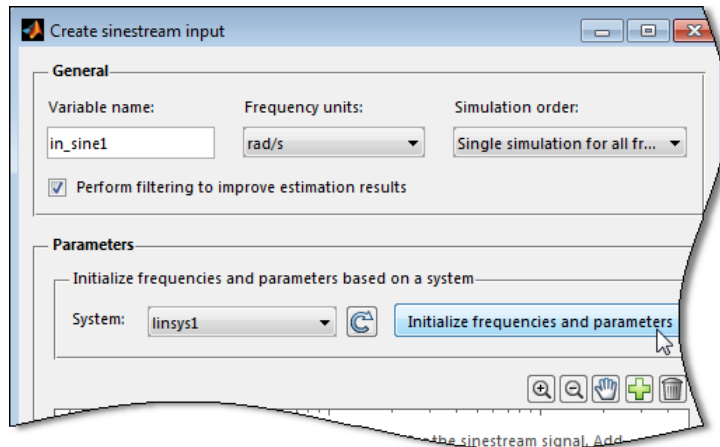 Create sinestream input
General
Variable name: Frequency units: Simulation order:
in_sine1 rad/s Single simulation for all fr...
Perform filtering to improve estimation results
Parameters
Initialize frequencies and parameters based on a system
System: linsys1 Initialize frequencies and parameters
the sinestream signal. Add